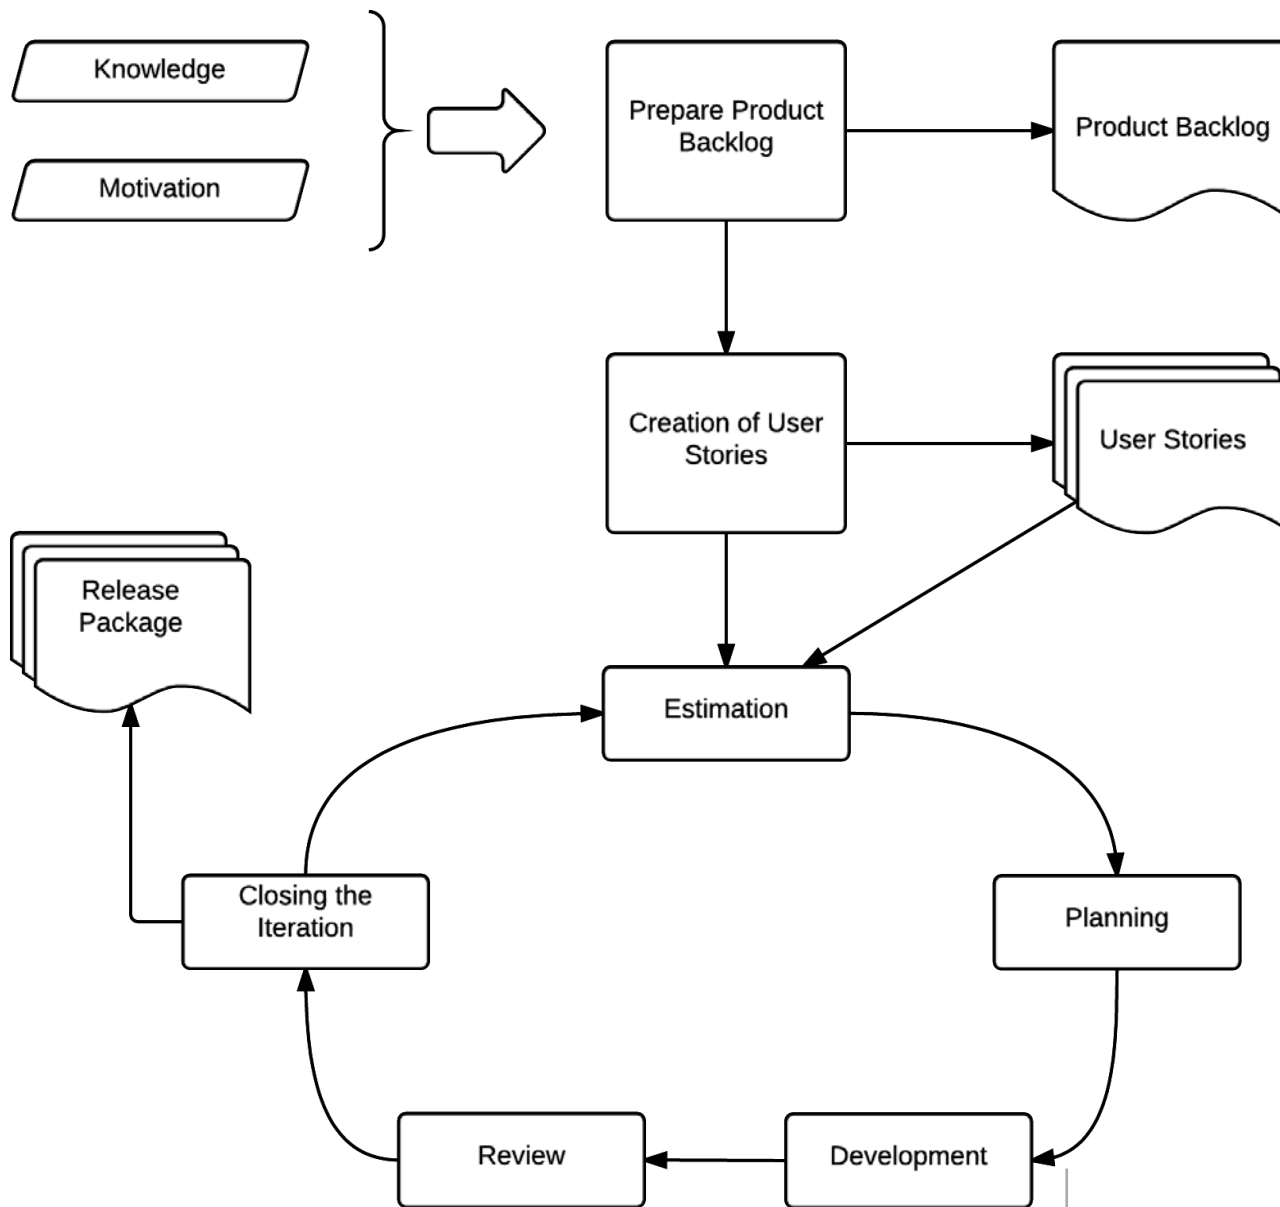 Knowledge
Motivation
Prepare Product
Backlog
Product Backlog
Creation of User
Stories
User Stories
Release
Package
Estimation
Closing the
Iteration
Planning
Review
Development